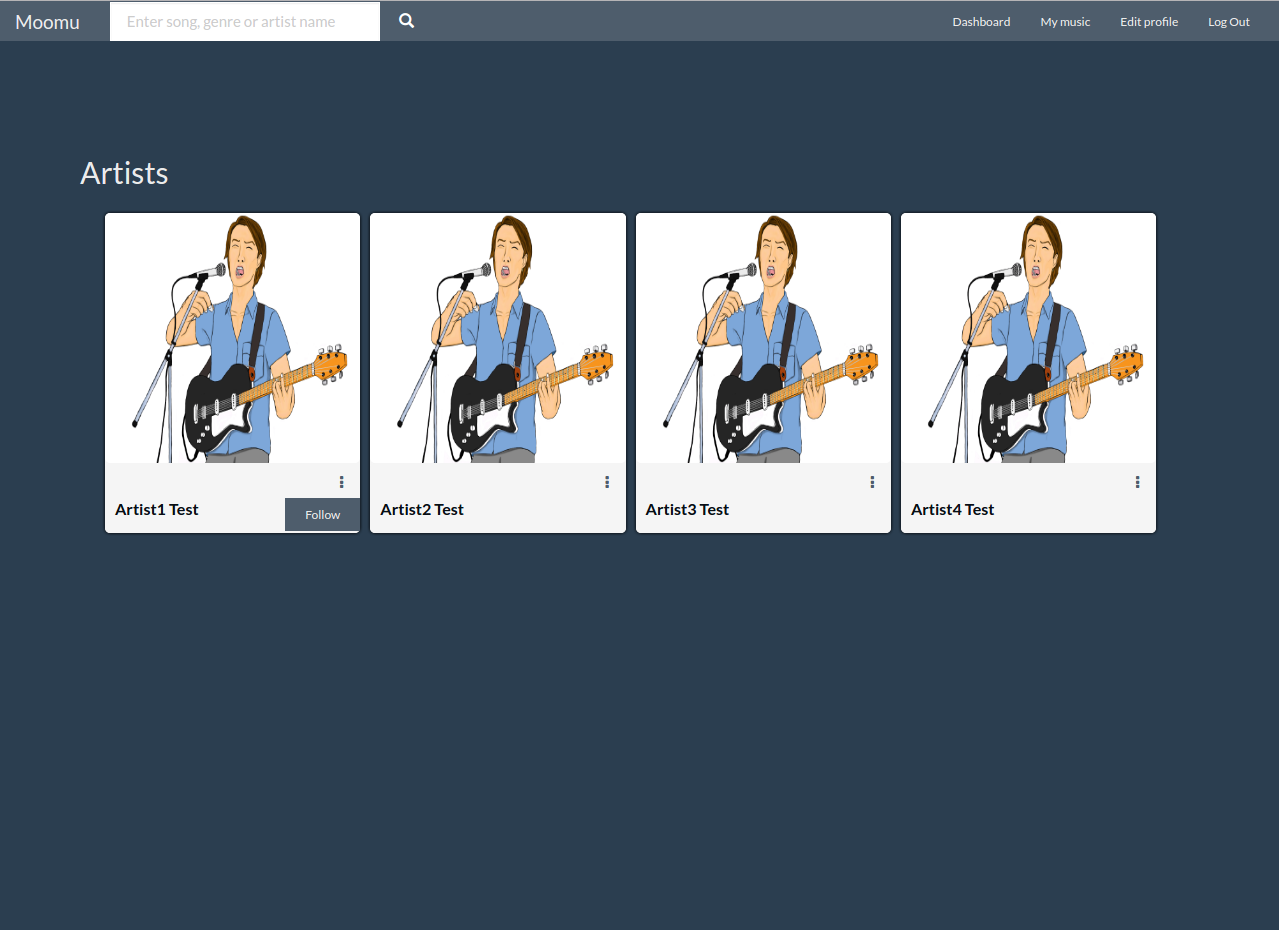 Moomu
Enter song, genre or artist name
Dashboard
My music
Edit profile
Log Out
Artists
Artist1 Test
Follow
Artist2 Test
Artist3 Test
Artist4 Test